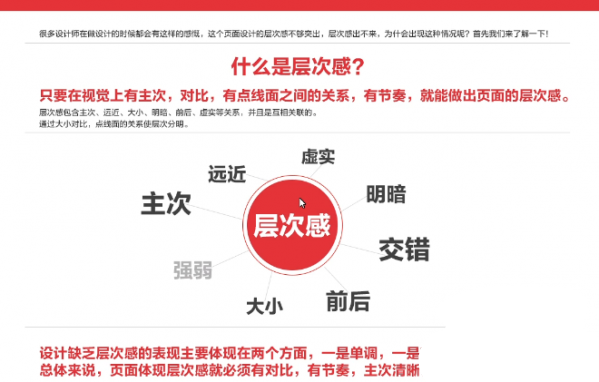 很多设计师在做设计的时候都会有这样的感慨，这个页面设计的层次感不够突出，层次感出不来，为什会出现这种情况呢？首先我们来了解一下！
什么是层次感？
只要在视觉上有主次，对比，有点线面之间的关系，有节奏，就能做出页面的层次感。
层次感包含主次、远近、大小、明暗、前后、虚实等关系，并且是互相关联的。
通过大小对比，点线面的关系使层次分明。
虚实
远近
明暗
主次
层次感
交错
强弱
前后
大小
设计缺乏层次感的表现主要体现在两个方面，一是单调，一是
总体来说，页面体现层次感就必须有对比，有节奏，主次清晰